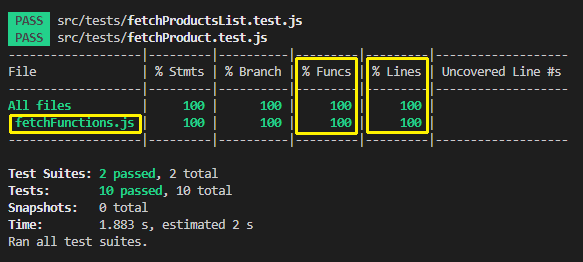 PASS src/tests/fetchProductsList.test.js
PASS src/tests/fetchProduct.test.js
-------------------|---------|----------|---------|---------|-------------------
File | % Stmts | % Branch | % Funcs | % Lines | Uncovered Line #s
-------------------|---------|----------|---------|---------|-------------------
All files | 100 | 100 | 100 | 100 |
fetchFunctions.js | 100 | 100 | 100 | 100 |
-------------------|---------|----------|---------|---------|-------------------
Test Suites: 2 passed, 2 total
Tests: 10 passed, 10 total
Snapshots: 0 total
Time: 1.883 s, estimated 2 s
Ran all test suites.